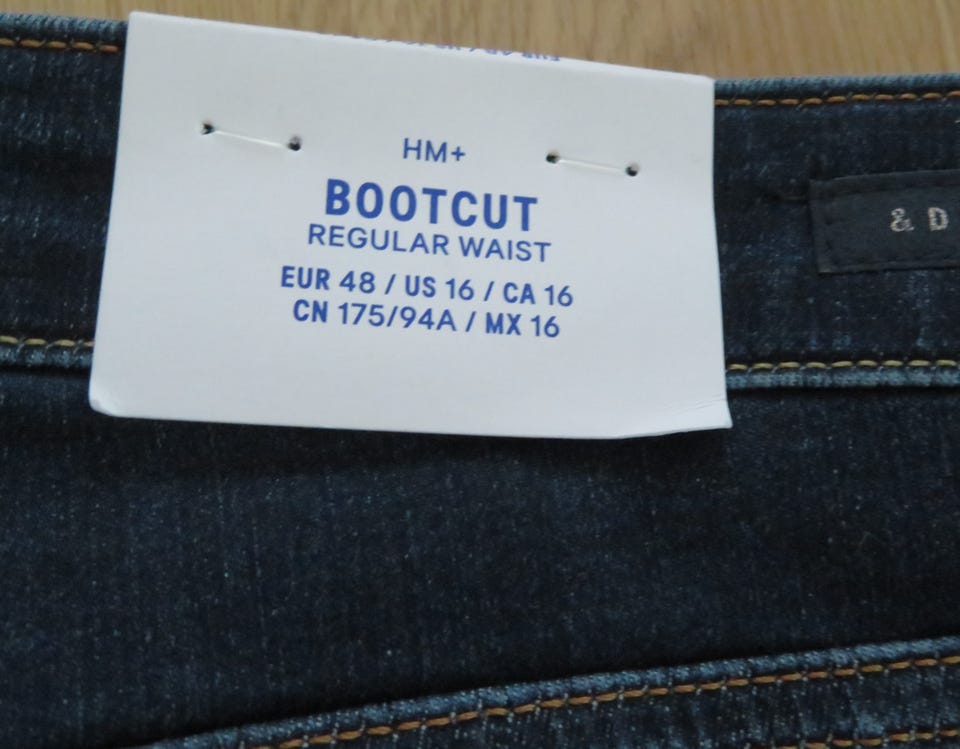 HM+
BOOTCUT
REGULAR WAIST
EUR 48 / US 16 / CA 16
CN 175/94A / MX 16
& D